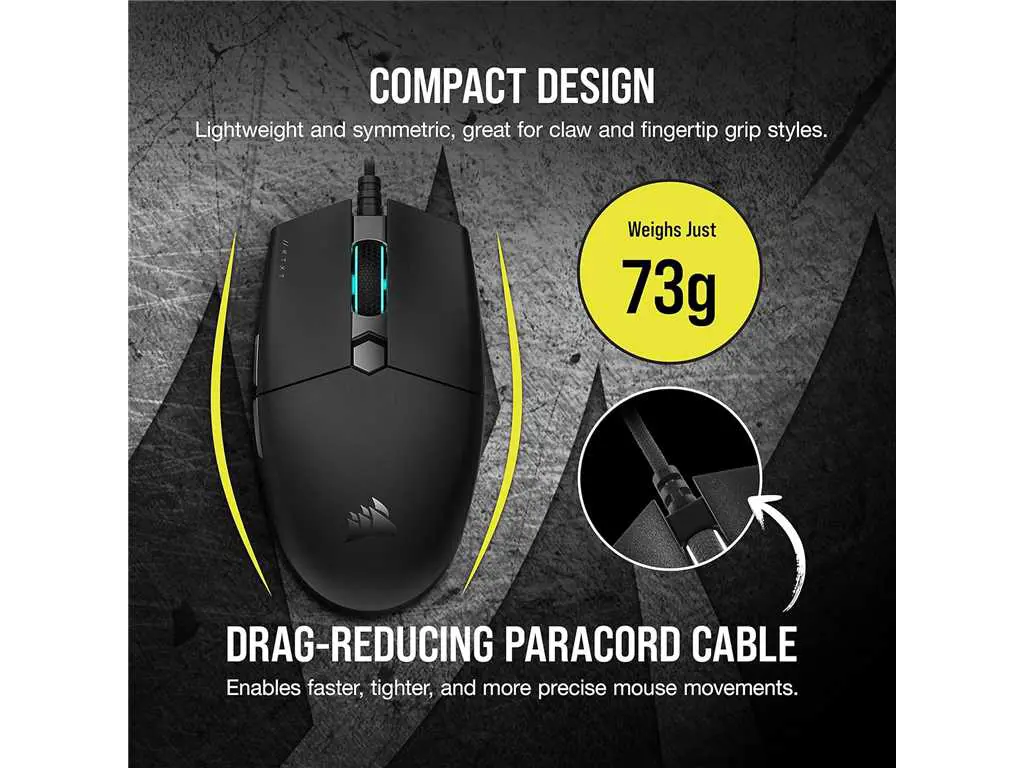 COMPACT DESIGN
Lightweight and symmetric, great for claw and fingertip grip styles.
Weighs Just
73g
DRAG-REDUCING PARACORD CABLE
Enables faster, tighter, and more precise mouse movements.